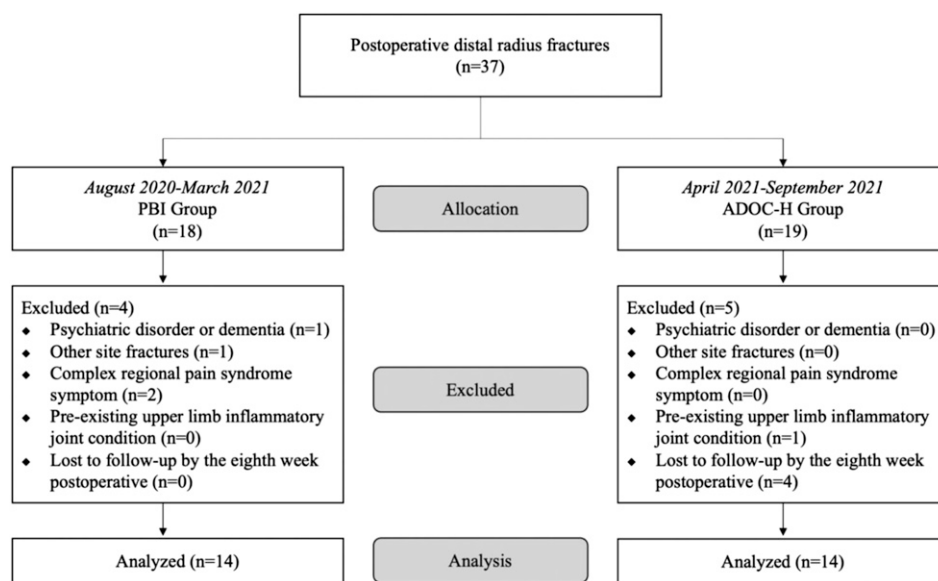 Postoperative distal radius fractures
(n=37)
August 2020-March 2021
PBI Group
(n=18)
Allocation
April 2021-September 2021
ADOC-H Group
(n=19)
Excluded (n=4)
◆ Psychiatric disorder or dementia (n=1)
◆ Other site fractures (n=1)
◆ Complex regional pain syndrome
symptom (n=2)
◆ Pre-existing upper limb inflammatory
joint condition (n=0)
◆ Lost to follow-up by the eighth week
postoperative (n=0)
Excluded
Excluded (n=5)
◆ Psychiatric disorder or dementia (n=0)
◆ Other site fractures (n=0)
◆ Complex regional pain syndrome
symptom (n=0)
◆ Pre-existing upper limb inflammatory
joint condition (n=1)
◆ Lost to follow-up by the eighth week
postoperative (n=4)
Analyzed (n=14)
Analysis
Analyzed (n=14)